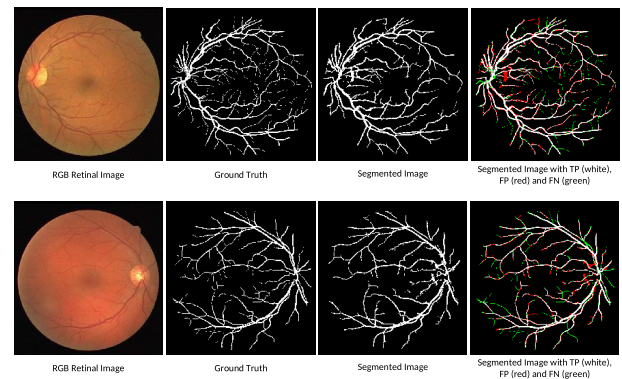 RGB Retinal Image
Ground Truth
Segmented Image
Segmented Image with TP (white),
FP (red) and FN (green)
RGB Retinal Image
Ground Truth
Segmented Image
Segmented Image with TP (white),
FP (red) and FN (green)